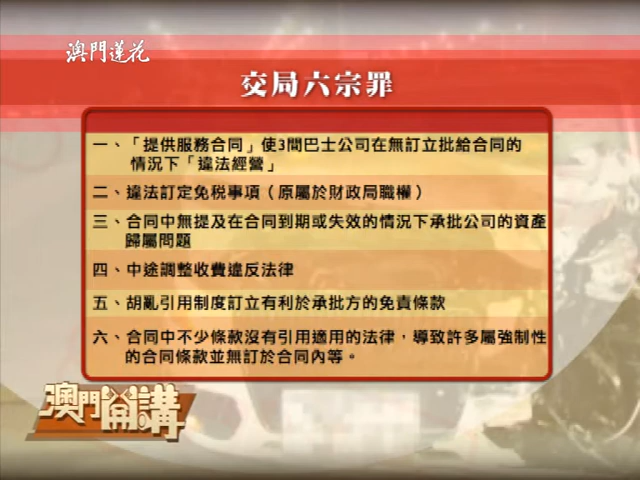 澳門蓮花
交局六宗罪
一、「提供服務合同」使3間巴士公司在無訂立批給合同的
情況下「違法經營」
二、違法訂定免税事項（原屬於財政局職權）
三、合同中無提及在合同到期或失效的情況下承批公司的資產
歸屬問題
四、中途調整收費違反法律
五、胡亂引用制度訂立有利於承批方的免責條款
六、合同中不少條款沒有引用適用的法律，導致許多屬強制性
的合同條款並無訂於合同內等。
澳門開講